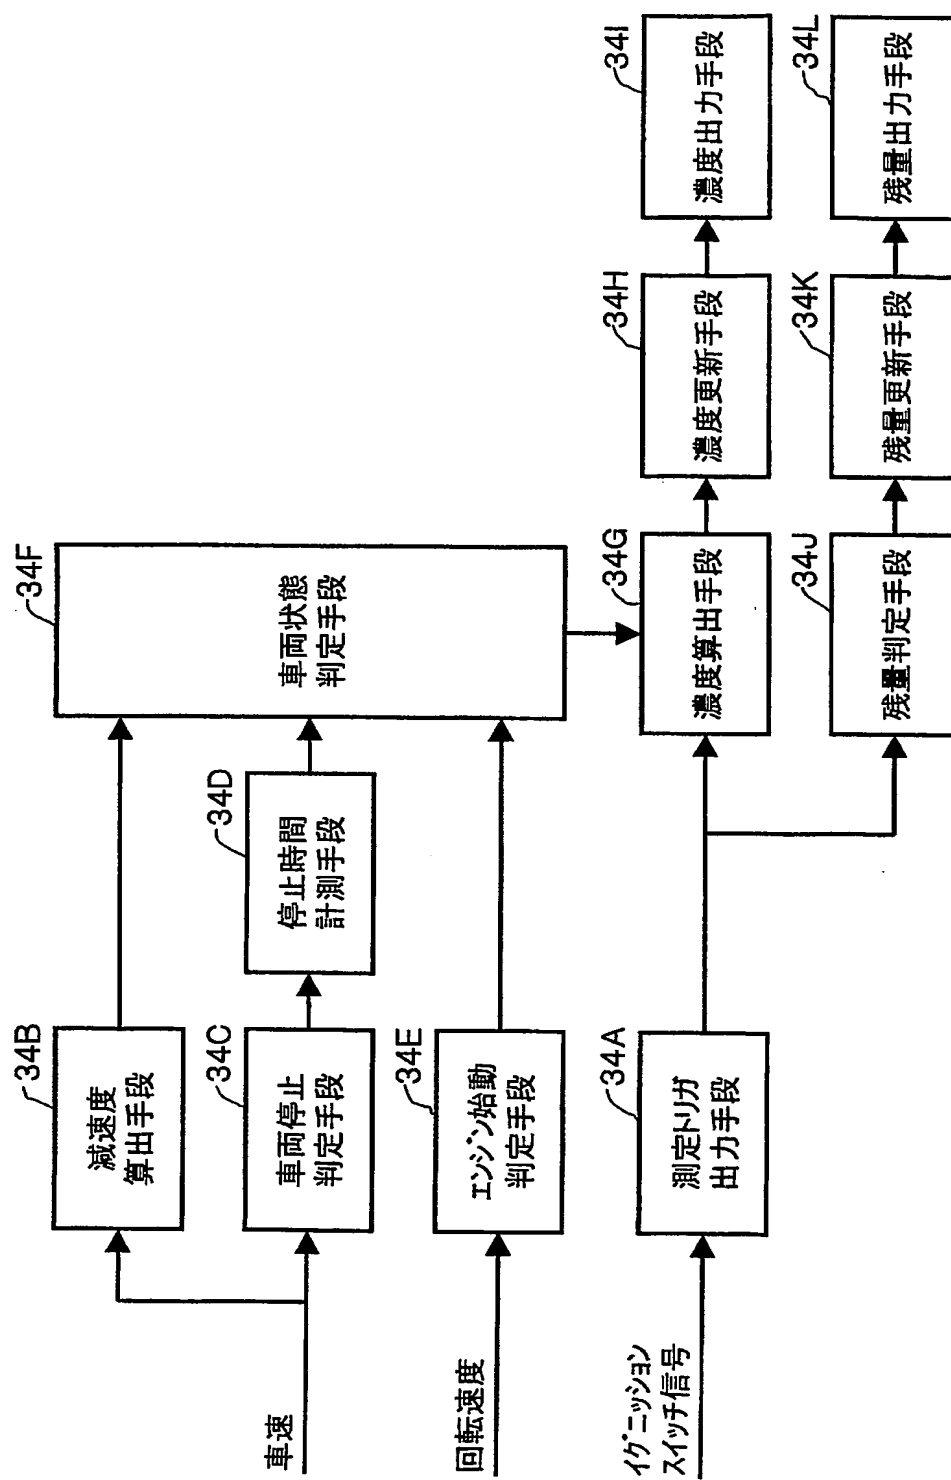 車速
34B
減速度
算出手段
34C
車両停止
判定手段
34D
停止時間
計測手段
34F
車両状態
判定手段
回転速度
34E
エンジン始動
判定手段
イグニッション
スイッチ信号
34A
測定トリガ
出力手段
34G
濃度算出手段
34H
濃度更新手段
34I
濃度出力手段
34J
残量判定手段
34K
残量更新手段
34L
残量出力手段